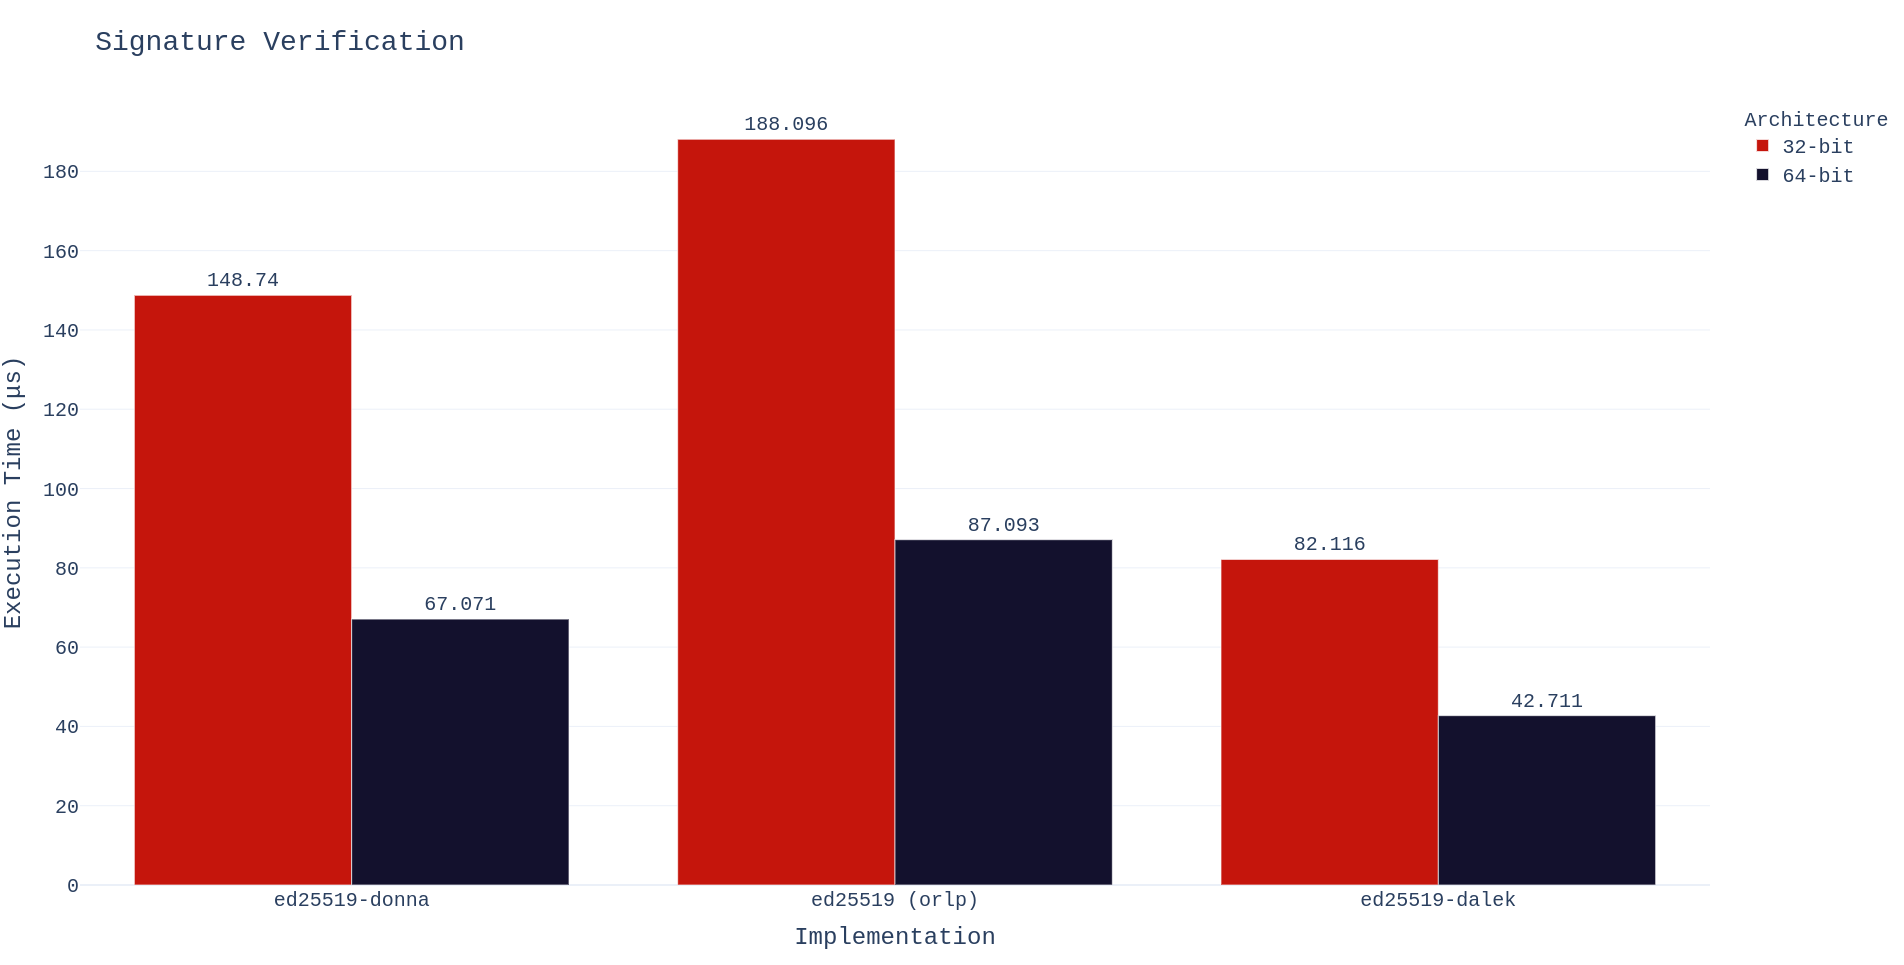 Signature Verification
Architecture
32-bit
64-bit
188.096
148.74
87.093
82.116
67.071
42.711
Execution Time (µs)
180
160
140
120
100
80
60
40
20
0
ed25519-donna
ed25519 (orlp)
ed25519-dalek
Implementation